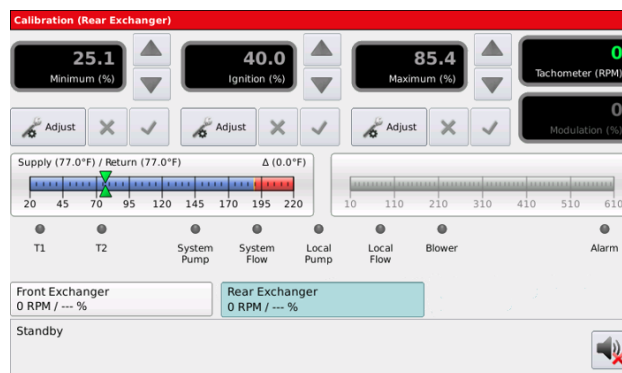 Calibration (Rear Exchanger)
25.1
Minimum (%)
40.0
Ignition (%)
85.4
Maximum (%)
0
Tachometer (RPM)
Adjust
Adjust
Adjust
0
Modulation (%)
Supply (77.0°F) / Return (77.0°F) Δ (0.0°F)
20 45 70 95 120 145 170 195 220
10 110 210 310 410 510 610
T1
T2
System Pump
System Flow
Local Pump
Local Flow
Blower
Alarm
Front Exchanger
0 RPM / --- %
Rear Exchanger
0 RPM / --- %
Standby